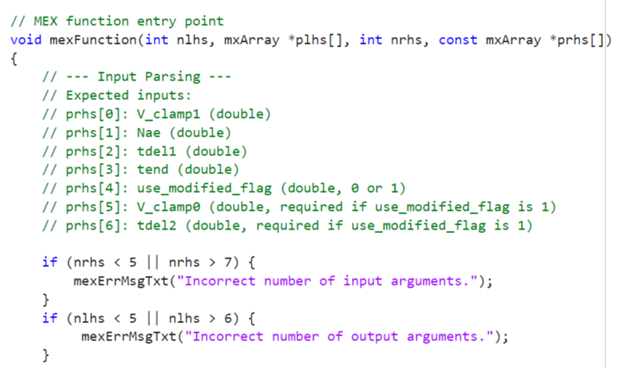 // MEX function entry point
void mexFunction(int nlhs, mxArray *plhs[], int nrhs, const mxArray *prhs[])
{
    // --- Input Parsing ---
    // Expected inputs:
    // prhs[0]: V_clamp1 (double)
    // prhs[1]: Nae (double)
    // prhs[2]: tdel1 (double)
    // prhs[3]: tend (double)
    // prhs[4]: use_modified_flag (double, 0 or 1)
    // prhs[5]: V_clamp0 (double, required if use_modified_flag is 1)
    // prhs[6]: tdel2 (double, required if use_modified_flag is 1)

    if (nrhs < 5 || nrhs > 7) {
        mexErrMsgTxt("Incorrect number of input arguments.");
    }
    if (nlhs < 5 || nlhs > 6) {
         mexErrMsgTxt("Incorrect number of output arguments.");
    }